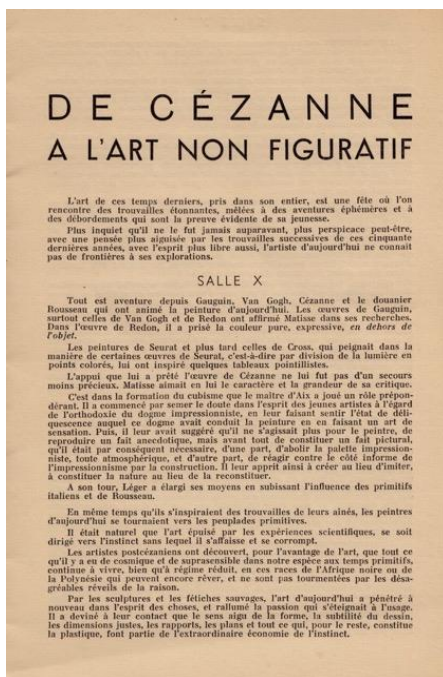 DE CÉZANNE
A L'ART NON FIGURATIF
L'art de ces temps derniers, pris dans son entier, est une fête où l'on
rencontre des trouvailles étonnantes, mêlées à des aventures éphémères et à
des débordements qui sont la preuve évidente de sa jeunesse.
Plus inquiet qu'il ne le fut jamais auparavant, plus perspicace peut-être,
avec une pensée plus aiguisée par les trouvailles successives de ces cinquante
dernières années, avec l'esprit plus libre aussi, l'artiste d'aujourd'hui ne connait
pas de frontières à ses explorations.
SALLE X
Tout est aventure depuis Gauguin, Van Gogh, Cézanne et le douanier
Rousseau qui ont animé la peinture d'aujourd'hui. Les œuvres de Gauguin,
surtout celles de Van Gogh et de Redon ont affirmé Matisse dans ses recherches.
Dans l'œuvre de Redon, il a prisé la couleur pure, expressive, en dehors de
l'objet.
Les peintures de Seurat et plus tard celles de Cross, qui peignait dans la
manière de certaines œuvres de Seurat, c'est-à-dire par division de la lumière en
points colorés, lui ont inspiré quelques tableaux pointillistes.
L'appui que lui a prêté l'œuvre de Cézanne ne lui fut pas d'un secours
moins précieux. Matisse aimait en lui le caractère et la grandeur de sa critique.
C'est dans la formation du cubisme que le maître d'Aix a joué un rôle prépon-
dérant. Il a commencé par semer le doute dans l'esprit des jeunes artistes à l'égard
de l'orthodoxie du dogme impressionniste, en leur faisant sentir l'état de déli-
quescence auquel ce dogme avait conduit la peinture en en faisant un art de
sensation. Puis, il leur avait suggéré qu'il ne s'agissait plus pour le peintre, de
reproduire un fait anecdotique, mais avant tout de constituer un fait pictural,
qu'il était par conséquent nécessaire, d'une part, d'abolir la palette impression-
niste, toute atmosphérique, et d'autre part, de réagir contre le côté informe de
l'impressionnisme par la construction. Il leur apprit ainsi à créer au lieu d'imiter,
à constituer la nature au lieu de la reconstituer.
A son tour, Léger a élargi ses moyens en subissant l'influence des primitifs
italiens et de Rousseau.
En même temps qu'ils s'inspiraient des trouvailles de leurs aînés, les peintres
d'aujourd'hui se tournaient vers les peuplades primitives.
Il était naturel que l'art épuisé par les expériences scientifiques, se soit
dirigé vers l'instinct sans lequel il s'affaisse et se corrompt.
Les artistes postcézaniens ont découvert, pour l'avantage de l'art, que tout ce
qu'il y a eu de cosmique et de suprasensible dans notre espèce aux temps primitifs,
continue à vivre, bien qu'à régime réduit, en ces races de l'Afrique noire ou de
la Polynésie qui peuvent encore rêver, et ne sont pas tourmentées par les désa-
gréables réveils de la raison.
Par les sculptures et les fétiches sauvages, l'art d'aujourd'hui a pénétré à
nouveau dans l'esprit des choses, et rallumé la passion qui s'éteignait à l'usage.
Il a deviné à leur contact que le sens aigu de la forme, la subtilité du dessin,
les dimensions justes, les rapports, les plans et tout ce qui, pour le reste, constitue
la plastique, font partie de l'extraordinaire économie de l'instinct.